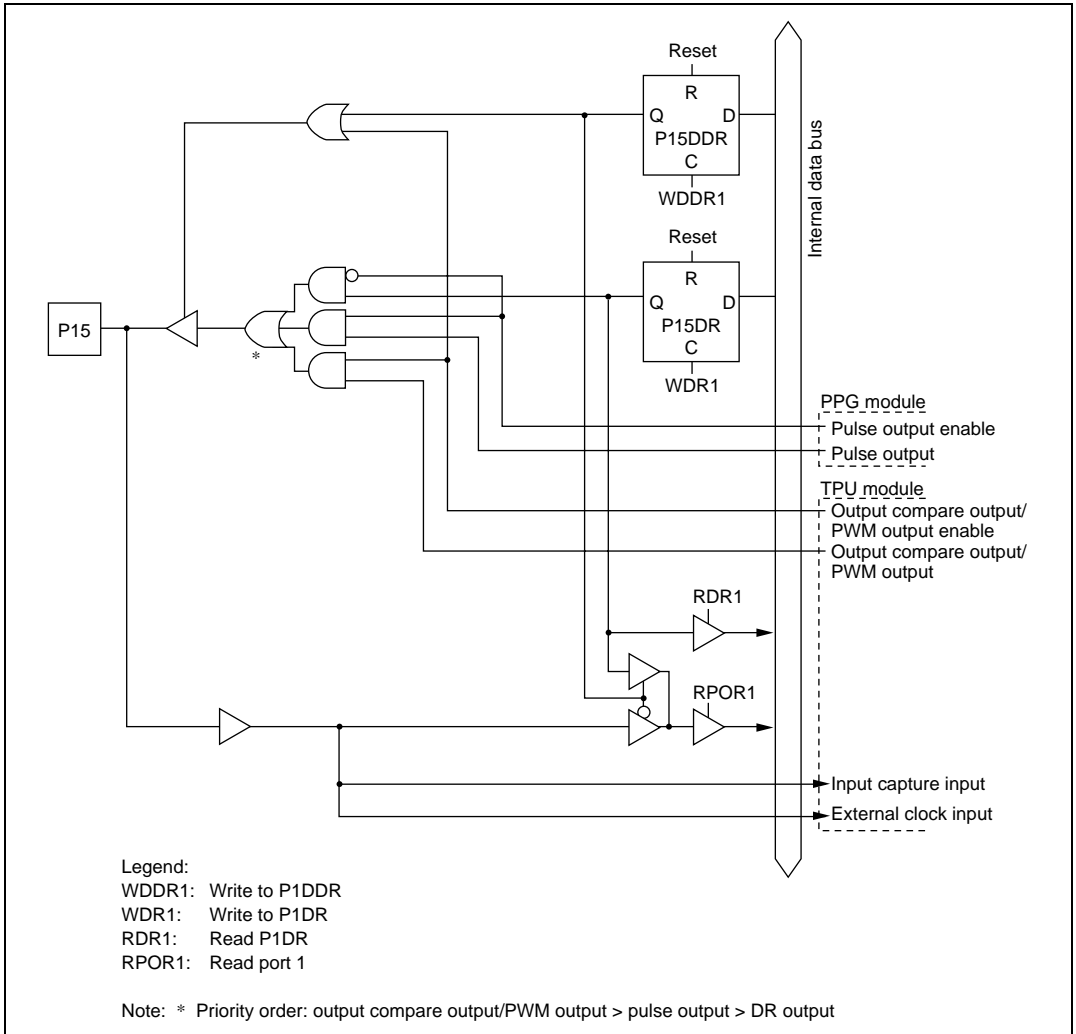 Reset
R
Q D
P15DDR
C
WDDR1
Internal data bus
Reset
R
Q D
P15DR
C
WDR1
P15
*
PPG module
Pulse output enable
Pulse output
TPU module
Output compare output/
PWM output enable
Output compare output/
PWM output
RDR1
RPOR1
Input capture input
External clock input
Legend:
WDDR1: Write to P1DDR
WDR1: Write to P1DR
RDR1: Read P1DR
RPOR1: Read port 1
Note: * Priority order: output compare output/PWM output > pulse output > DR output